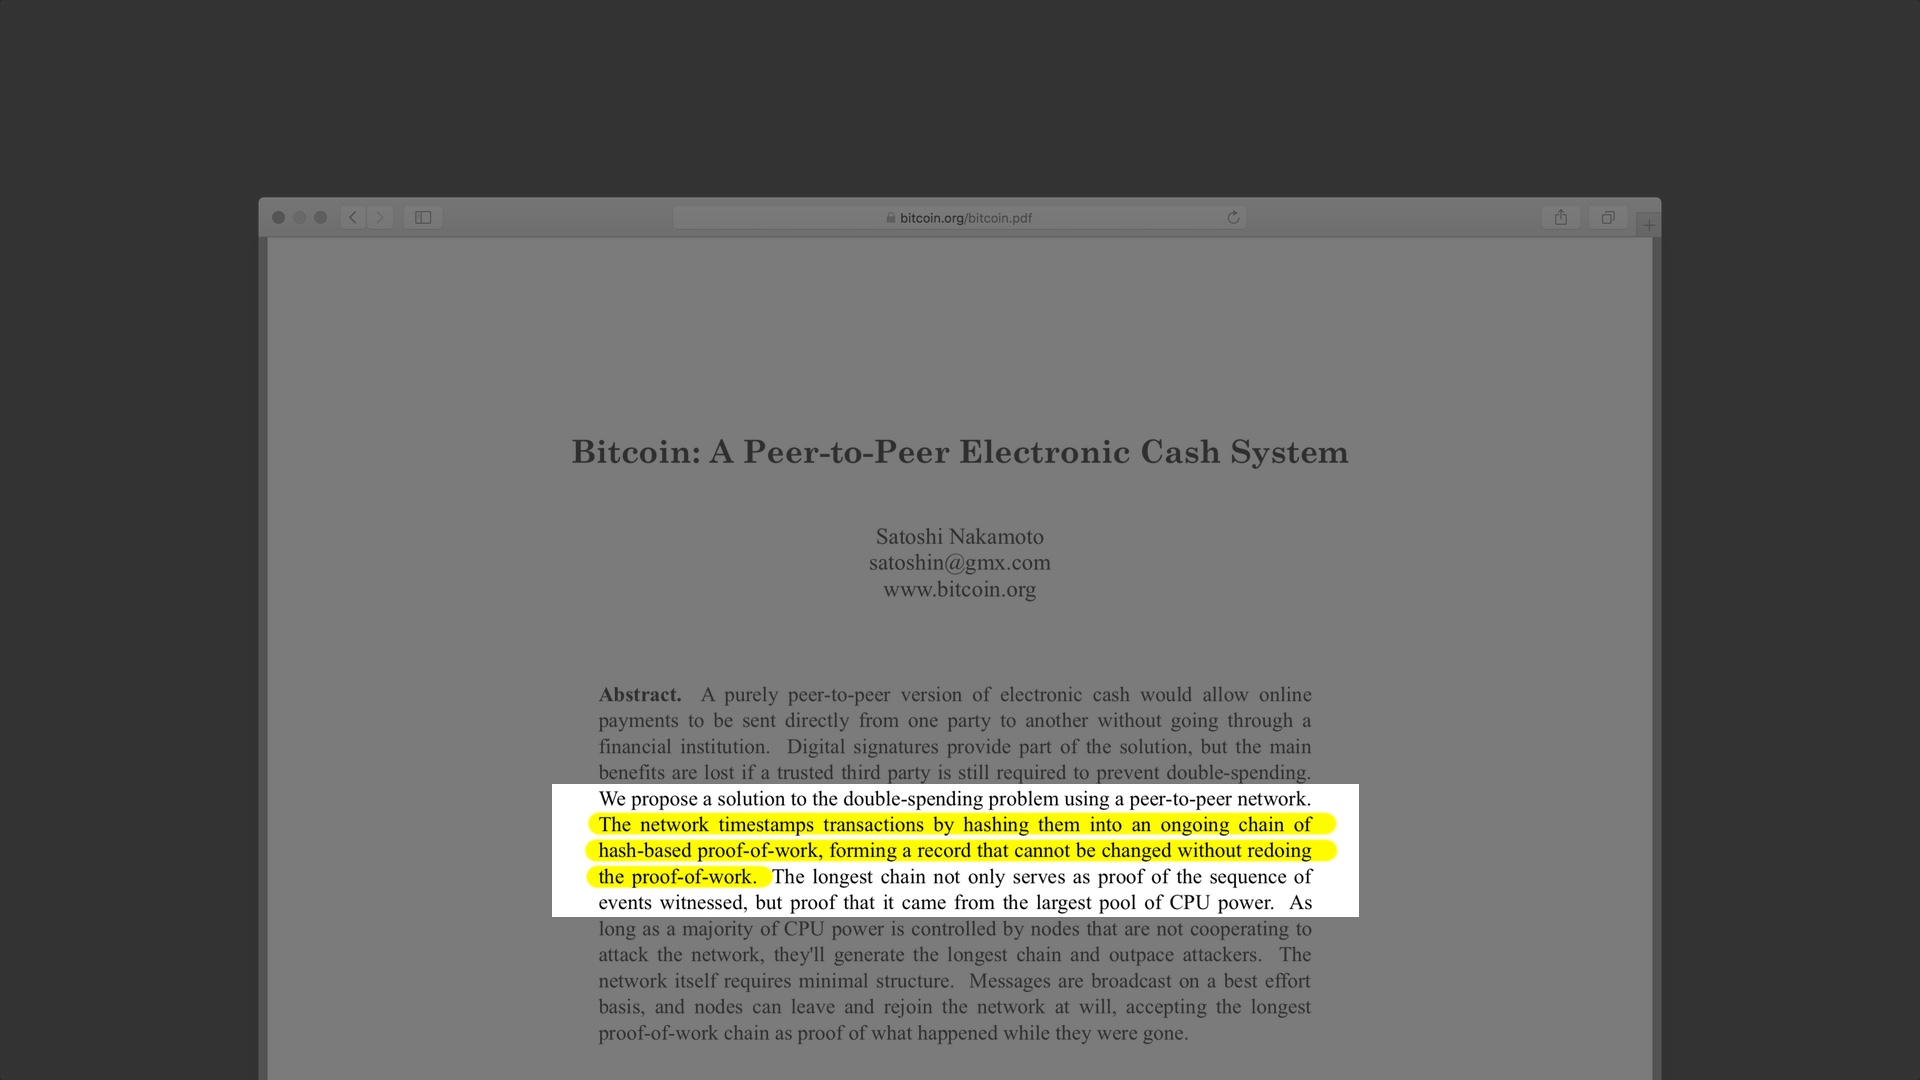 bitcoin.org/bitcoin.pdf
Bitcoin: A Peer-to-Peer Electronic Cash System
Satoshi Nakamoto
satoshin@gmx.com
www.bitcoin.org
Abstract. A purely peer-to-peer version of electronic cash would allow online
payments to be sent directly from one party to another without going through a
financial institution. Digital signatures provide part of the solution, but the main
benefits are lost if a trusted third party is still required to prevent double-spending.
We propose a solution to the double-spending problem using a peer-to-peer network.
The network timestamps transactions by hashing them into an ongoing chain of
hash-based proof-of-work, forming a record that cannot be changed without redoing
the proof-of-work. The longest chain not only serves as proof of the sequence of
events witnessed, but proof that it came from the largest pool of CPU power. As
long as a majority of CPU power is controlled by nodes that are not cooperating to
attack the network, they'll generate the longest chain and outpace attackers. The
network itself requires minimal structure. Messages are broadcast on a best effort
basis, and nodes can leave and rejoin the network at will, accepting the longest
proof-of-work chain as proof of what happened while they were gone.